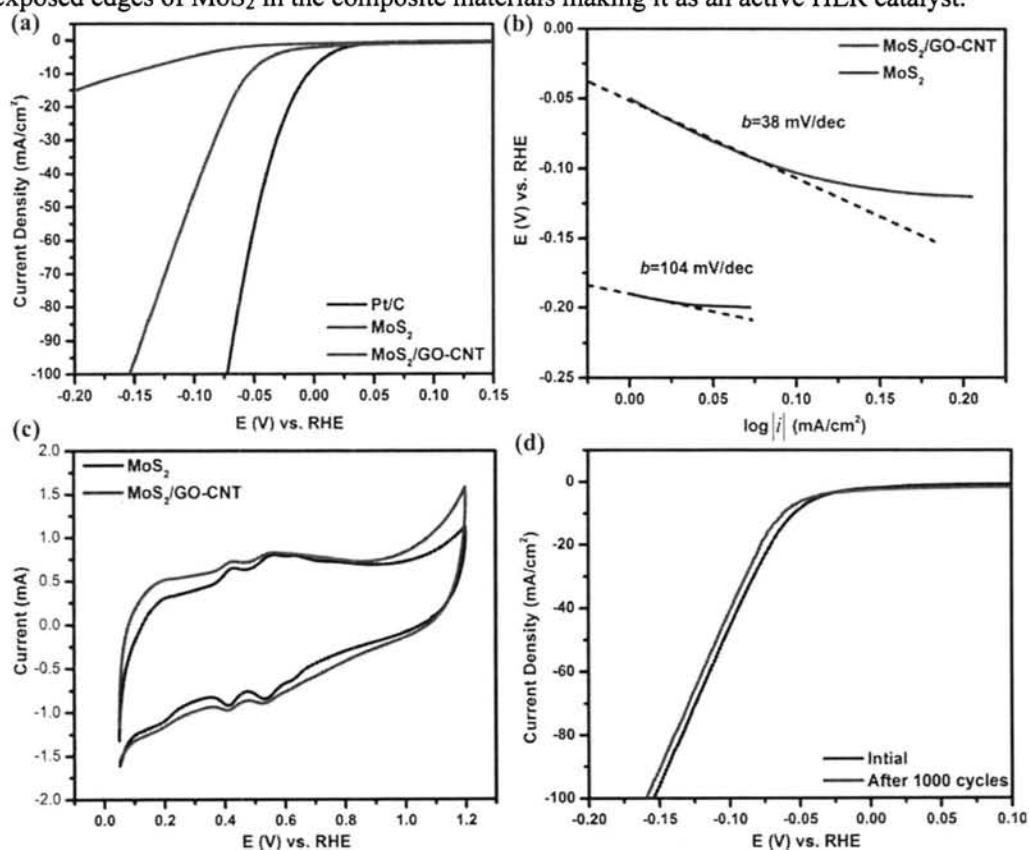 exposed edges of MoS2 in the composite materials making it as an active HER catalyst.
(a)
0
-10
-20
-30
-40
-50
-60
-70
-80
-90
-100
Current Density (mA/cm²)
Pt/C
MoS2
MoS2/GO-CNT
-0.20 -0.15 -0.10 -0.05 0.00 0.05 0.10 0.15
E (V) vs. RHE
(b)
0.00
-0.05
-0.10
-0.15
-0.20
-0.25
E (V) vs. RHE
MoS2/GO-CNT
MoS2
b=38 mV/dec
b=104 mV/dec
0.00 0.05 0.10 0.15 0.20
log|i| (mA/cm²)
(c)
2.0
1.5
1.0
0.5
0.0
-0.5
-1.0
-1.5
-2.0
Current (mA)
MoS2
MoS2/GO-CNT
0.0 0.2 0.4 0.6 0.8 1.0 1.2
E (V) vs. RHE
(d)
0
-20
-40
-60
-80
-100
Current Density (mA/cm²)
Intial
After 1000 cycles
-0.20 -0.15 -0.10 -0.05 0.00 0.05 0.10
E (V) vs. RHE